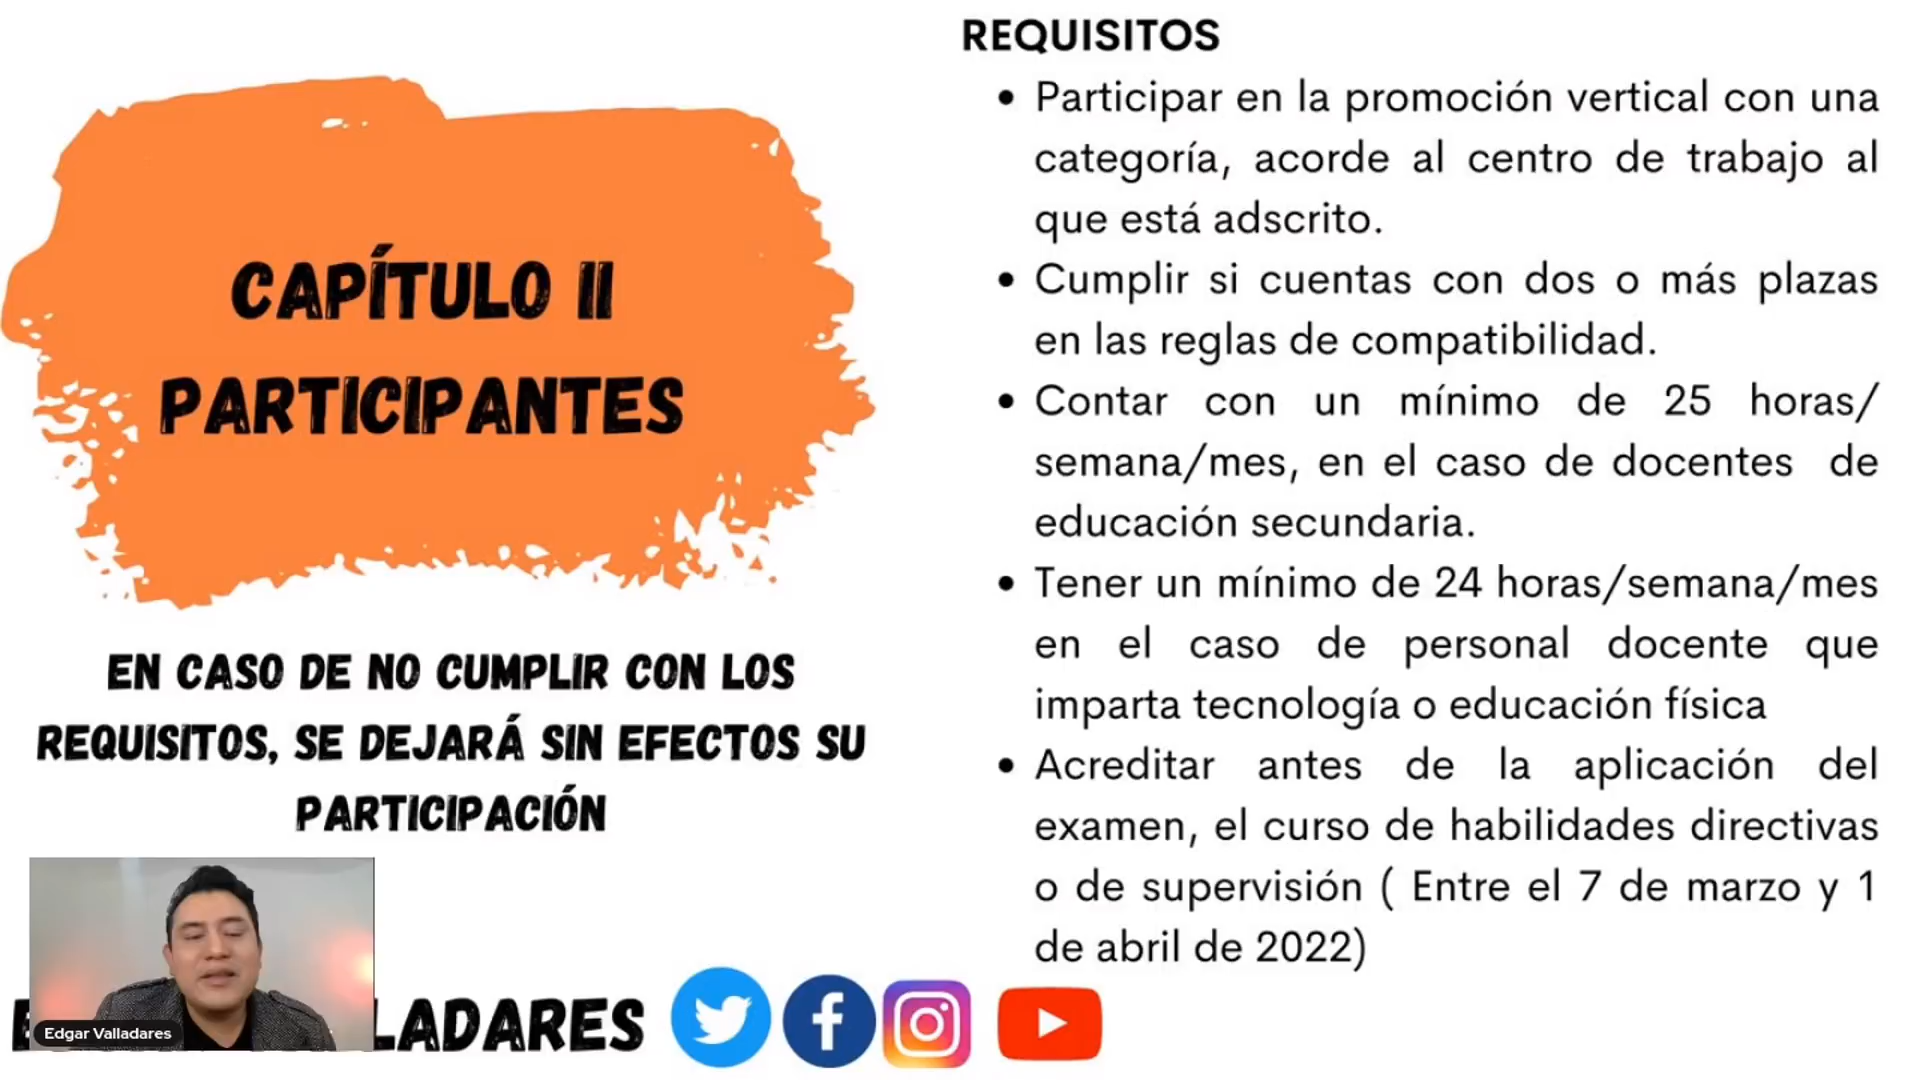 CAPÍTULO II
PARTICIPANTES
EN CASO DE NO CUMPLIR CON LOS
REQUISITOS, SE DEJARÁ SIN EFECTOS SU
PARTICIPACIÓN
REQUISITOS
• Participar en la promoción vertical con una
categoría, acorde al centro de trabajo al
que está adscrito.
• Cumplir si cuentas con dos o más plazas
en las reglas de compatibilidad.
• Contar con un mínimo de 25 horas/
semana/mes, en el caso de docentes de
educación secundaria.
• Tener un mínimo de 24 horas/semana/mes
en el caso de personal docente que
imparta tecnología o educación física
• Acreditar antes de la aplicación del
examen, el curso de habilidades directivas
o de supervisión ( Entre el 7 de marzo y 1
de abril de 2022)
Edgar Valladares
LADARES